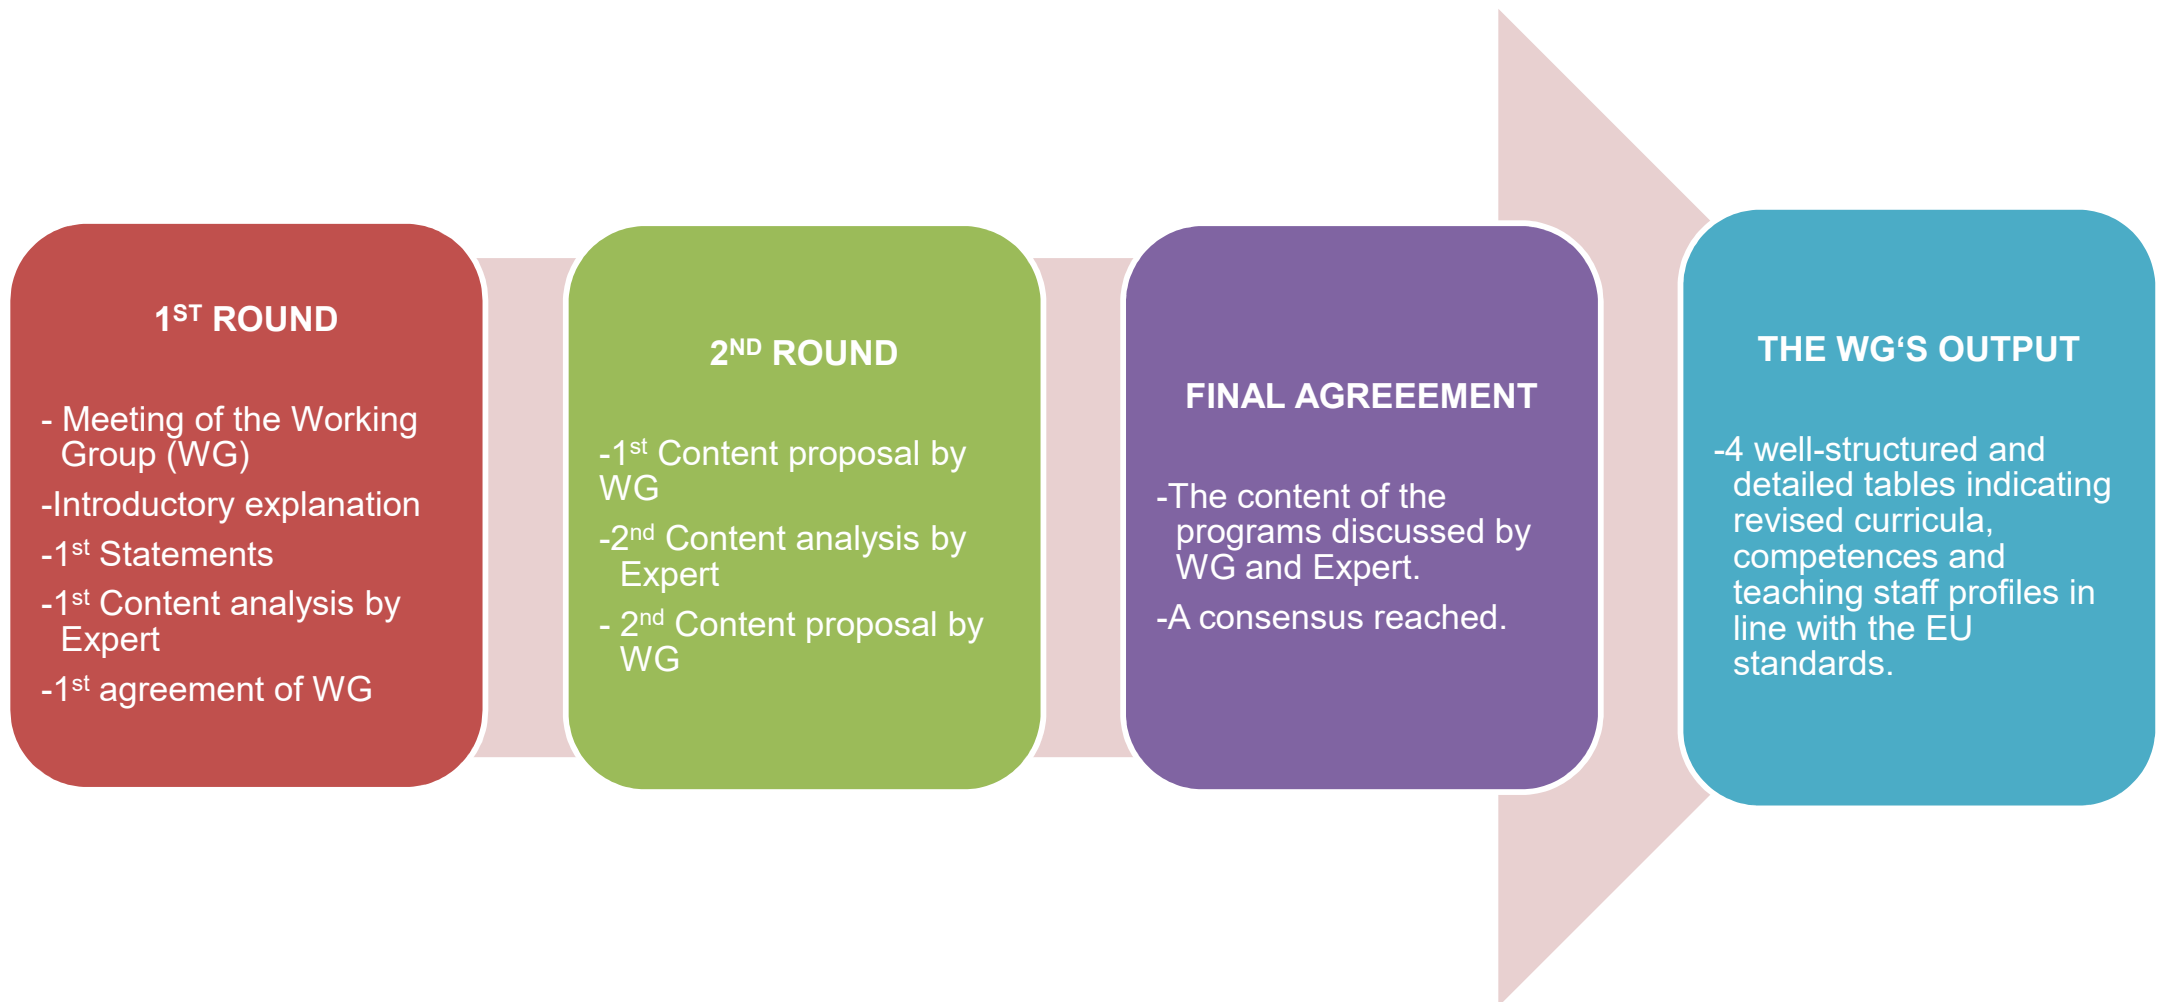 1ST ROUND
- Meeting of the Working
Group (WG)
-Introductory explanation
-1st Statements
-1st Content analysis by
Expert
-1st agreement of WG
2ND ROUND
-1st Content proposal by
WG
-2nd Content analysis by
Expert
- 2nd Content proposal by
WG
FINAL AGREEEMENT
-The content of the
programs discussed by
WG and Expert.
-A consensus reached.
THE WG‘S OUTPUT
-4 well-structured and
detailed tables indicating
revised curricula,
competences and
teaching staff profiles in
line with the EU
standards.